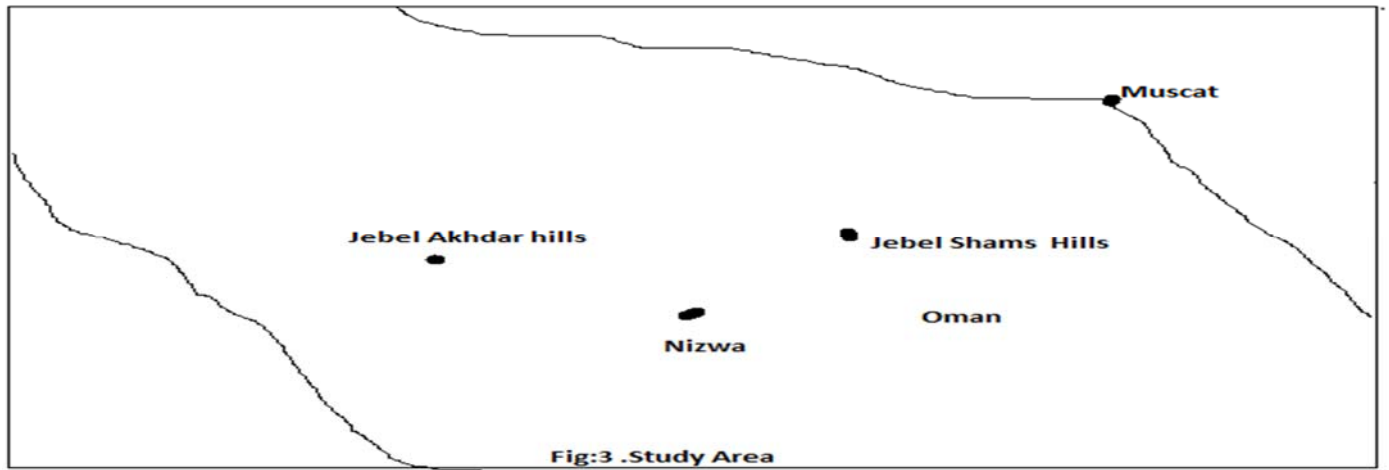 Muscat
Jebel Akhdar hills
Jebel Shams Hills
Oman
Nizwa
Fig:3 .Study Area